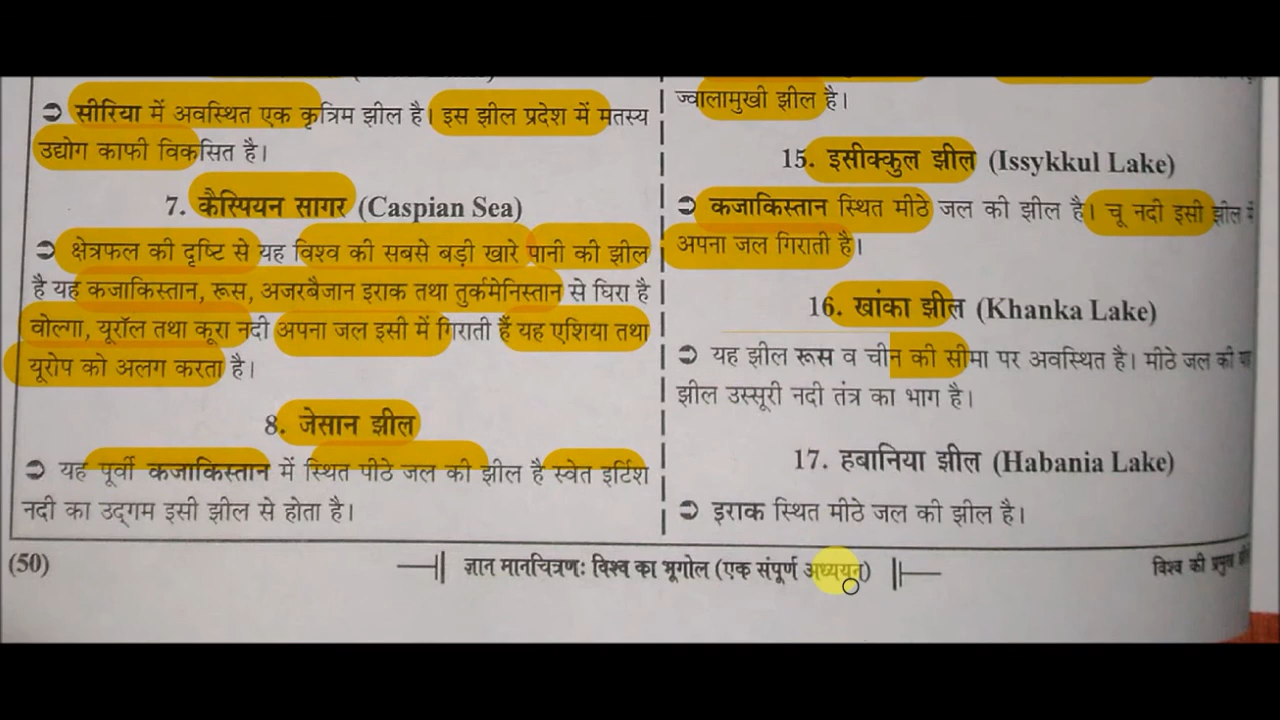 ➲ सीरिया में अवस्थित एक कृत्रिम झील है। इस झील प्रदेश में मतस्य
उद्योग काफी विकसित है।
7. कैस्पियन सागर (Caspian Sea)
➲ क्षेत्रफल की दृष्टि से यह विश्व की सबसे बड़ी खारे पानी की झील
है यह कजाकिस्तान, रूस, अजरबैजान इराक तथा तुर्कमेनिस्तान से घिरा है
वोल्गा, यूरॉल तथा कूरा नदी अपना जल इसी में गिराती हैं यह एशिया तथा
यूरोप को अलग करता है।
8. जेसान झील
➲ यह पूर्वी कजाकिस्तान में स्थित पीठे जल की झील है स्वेत इर्टिश
नदी का उद्गम इसी झील से होता है।
ज्वालामुखी झील है।
15. इसीक्कुल झील (Issykkul Lake)
➲ कजाकिस्तान स्थित मीठे जल की झील है। चू नदी इसी झील में
अपना जल गिराती है।
16. खांका झील (Khanka Lake)
➲ यह झील रूस व चीन की सीमा पर अवस्थित है। मीठे जल की यह
झील उस्सूरी नदी तंत्र का भाग है।
17. हबानिया झील (Habania Lake)
➲ इराक स्थित मीठे जल की झील है।
(50)
ज्ञान मानचित्रण: विश्व का भूगोल (एक संपूर्ण अध्ययन)
विश्व की प्रमुख